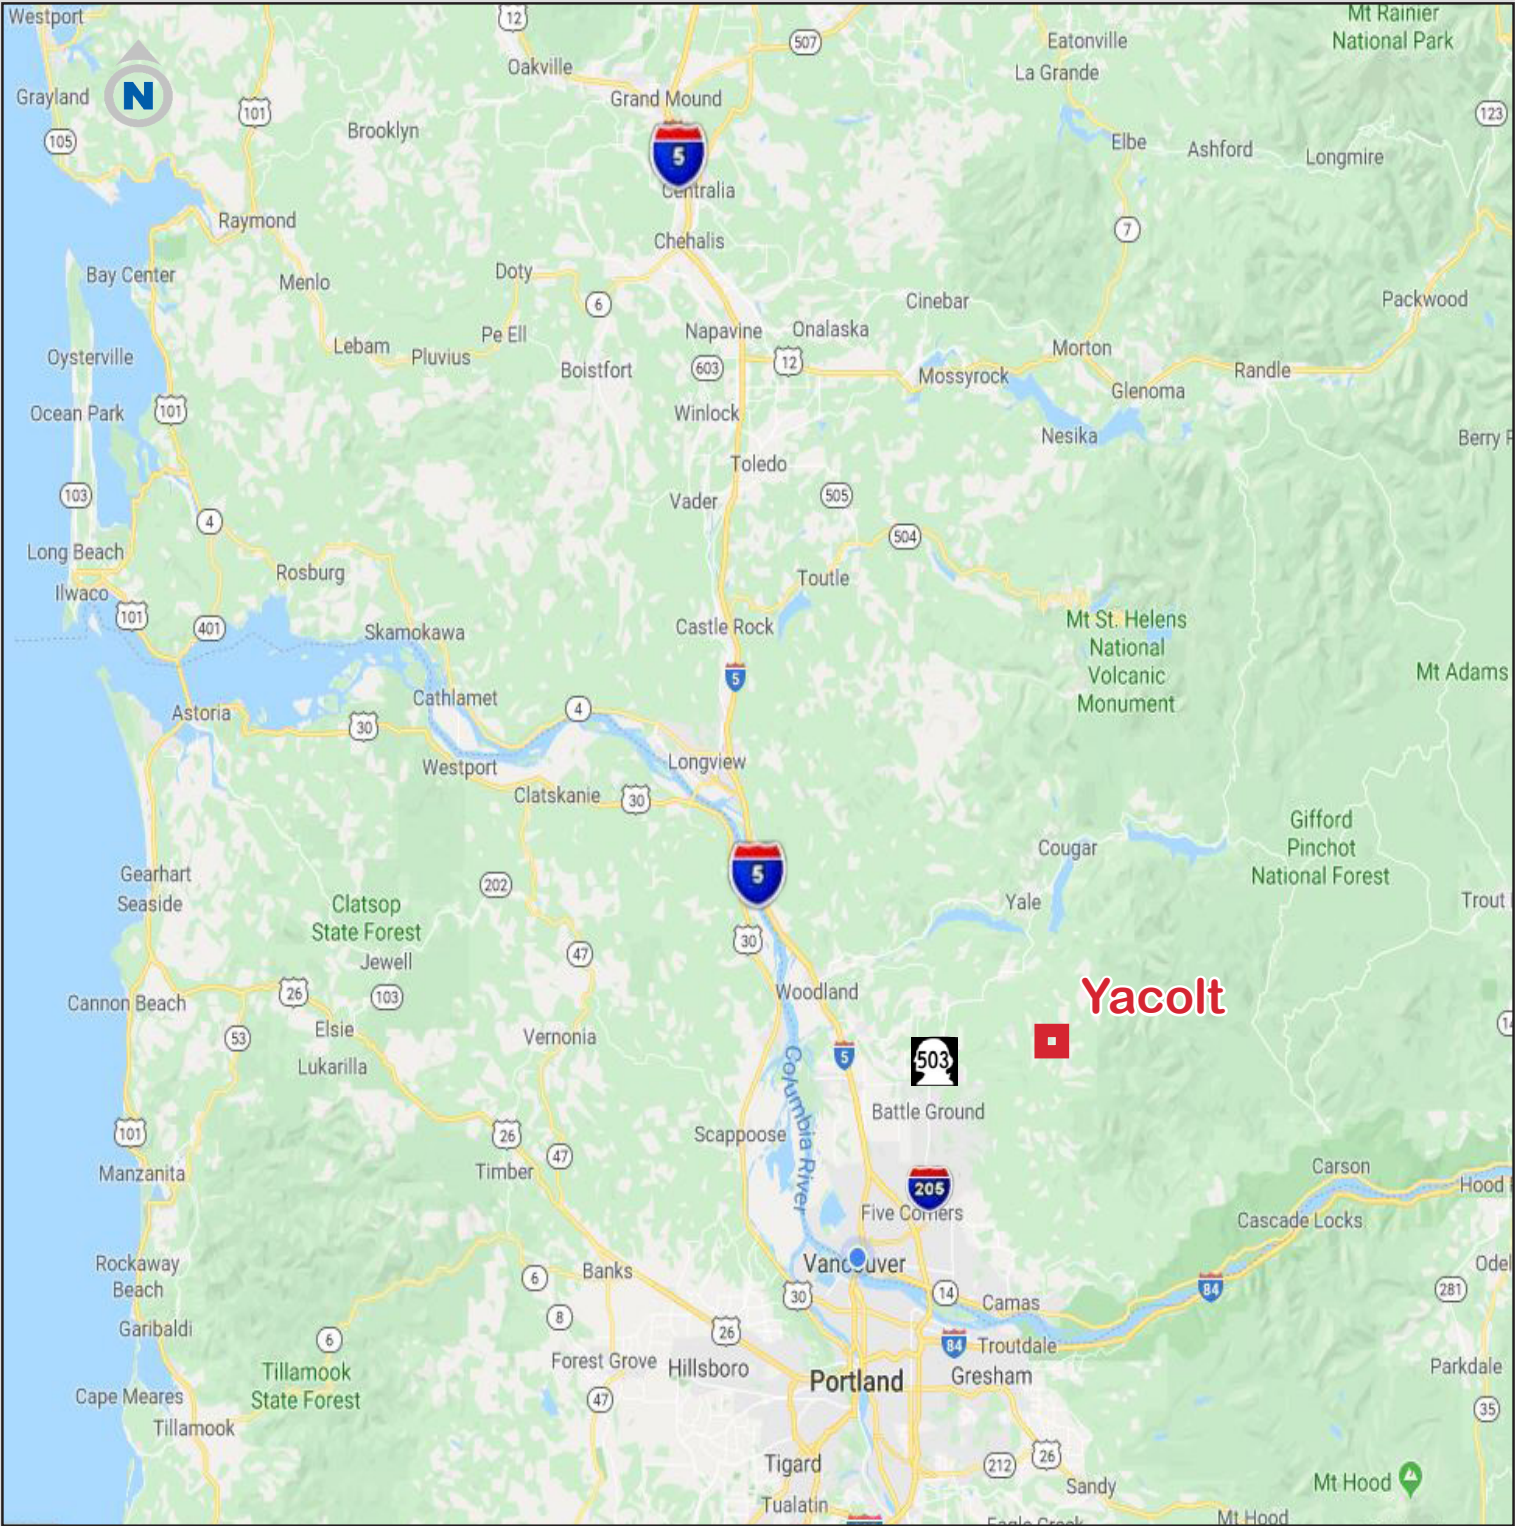 Westport
12
507
Mt Rainier
National Park
Eatonville
Oakville
La Grande
N
Grayland
Grand Mound
101
123
105
Brooklyn
Elbe
Ashford
Longmire
5
Centralia
Raymond
7
Chehalis
Bay Center
Menlo
Doty
6
Cinebar
Packwood
Pe Ell
Napavine
Onalaska
Lebam
Pluvius
Morton
Oysterville
Boistfort
603
12
Mossyrock
Randle
Glenoma
Ocean Park
101
Winlock
Nesika
Berry
Toledo
103
Vader
505
4
504
Long Beach
Rosburg
Toutle
Ilwaco
101
401
Skamokawa
Castle Rock
Mt St. Helens
National
Volcanic
Monument
5
Mt Adams
Cathlamet
Astoria
4
30
Westport
Longview
Clatskanie
30
Gifford
Pinchot
National Forest
Cougar
5
Gearhart
Seaside
202
Clatsop
State Forest
Yale
Trout
30
47
Jewell
Woodland
Yacolt
Cannon Beach
26
103
Elsie
53
Vernonia
5
503
Lukarilla
Columbia River
Battle Ground
101
26
Scappoose
47
Manzanita
Timber
Carson
205
Hood
Five Corners
Cascade Locks
Rockaway
Beach
6
Banks
Vancouver
Odel
84
281
30
14
Camas
8
Garibaldi
6
26
84
Troutdale
Forest Grove
Hillsboro
Tillamook
State Forest
Portland
Gresham
Parkdale
Cape Meares
47
35
Tillamook
26
Tigard
212
Sandy
Mt Hood
Tualatin
Eagle Creek
Mt Hood